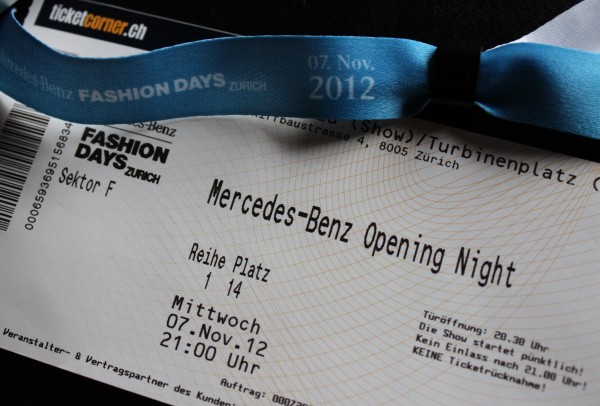 ticketcorner.ch
Mercedes-Benz FASHION DAYS ZURICH
07. Nov.
2012
(Show)/Turbinenplatz (
4, 8005 Zürich
000659369515683
FASHION
DAYS ZURICH
Sektor F
Mercedes-Benz Opening Night
Reihe Platz
1 14
Mittwoch
07.Nov.12
21:00 Uhr
Türöffnung: 20.30 Uhr
Die Show startet pünktlich!
Kein Einlass nach 21.00 Uhr!
KEINE Ticketrücknahme!
Veranstalter- & Vertragspartner des Kunden
Auftrag: